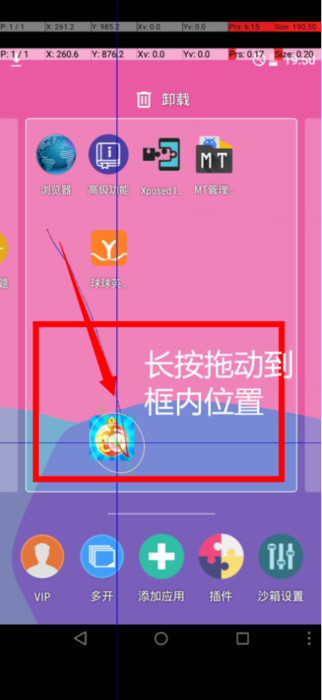 P: 1 / 1 X: 261.2 Y: 985.2 Xv: 0.0 Yv: 0.0 Prs: 6.15 Size: 190.50
P: 1 / 1 X: 260.6 Y: 876.2 Xv: 0.0 Yv: 0.0 Prs: 0.17 Size: 0.20
19:50
卸载
浏览器 高级功能 Xposed I... MT管理...
题 球球英...
长按拖动到
框内位置
VIP 多开 添加应用 插件 沙箱设置